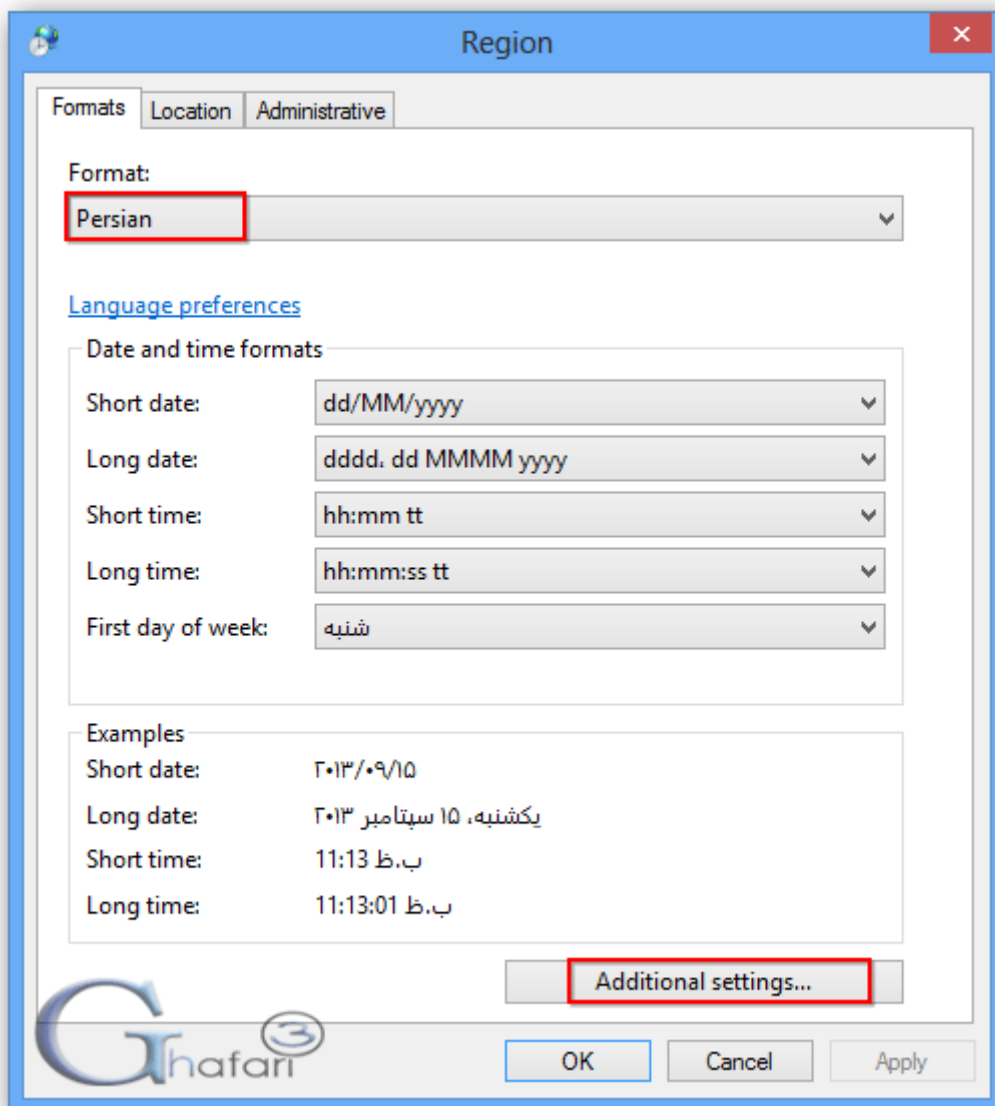 Region
Formats Location Administrative
Format:
Persian
Language preferences
Date and time formats
Short date: dd/MM/yyyy
Long date: dddd، dd MMMM yyyy
Short time: hh:mm tt
Long time: hh:mm:ss tt
First day of week: شنبه
Examples
Short date: ۲۰۱۳/۰۹/۱۵
Long date: یکشنبه، ۱۵ سپتامبر ۲۰۱۳
Short time: 11:13 ب.ظ
Long time: 11:13:01 ب.ظ
Additional settings...
Ghafari 3
OK Cancel Apply